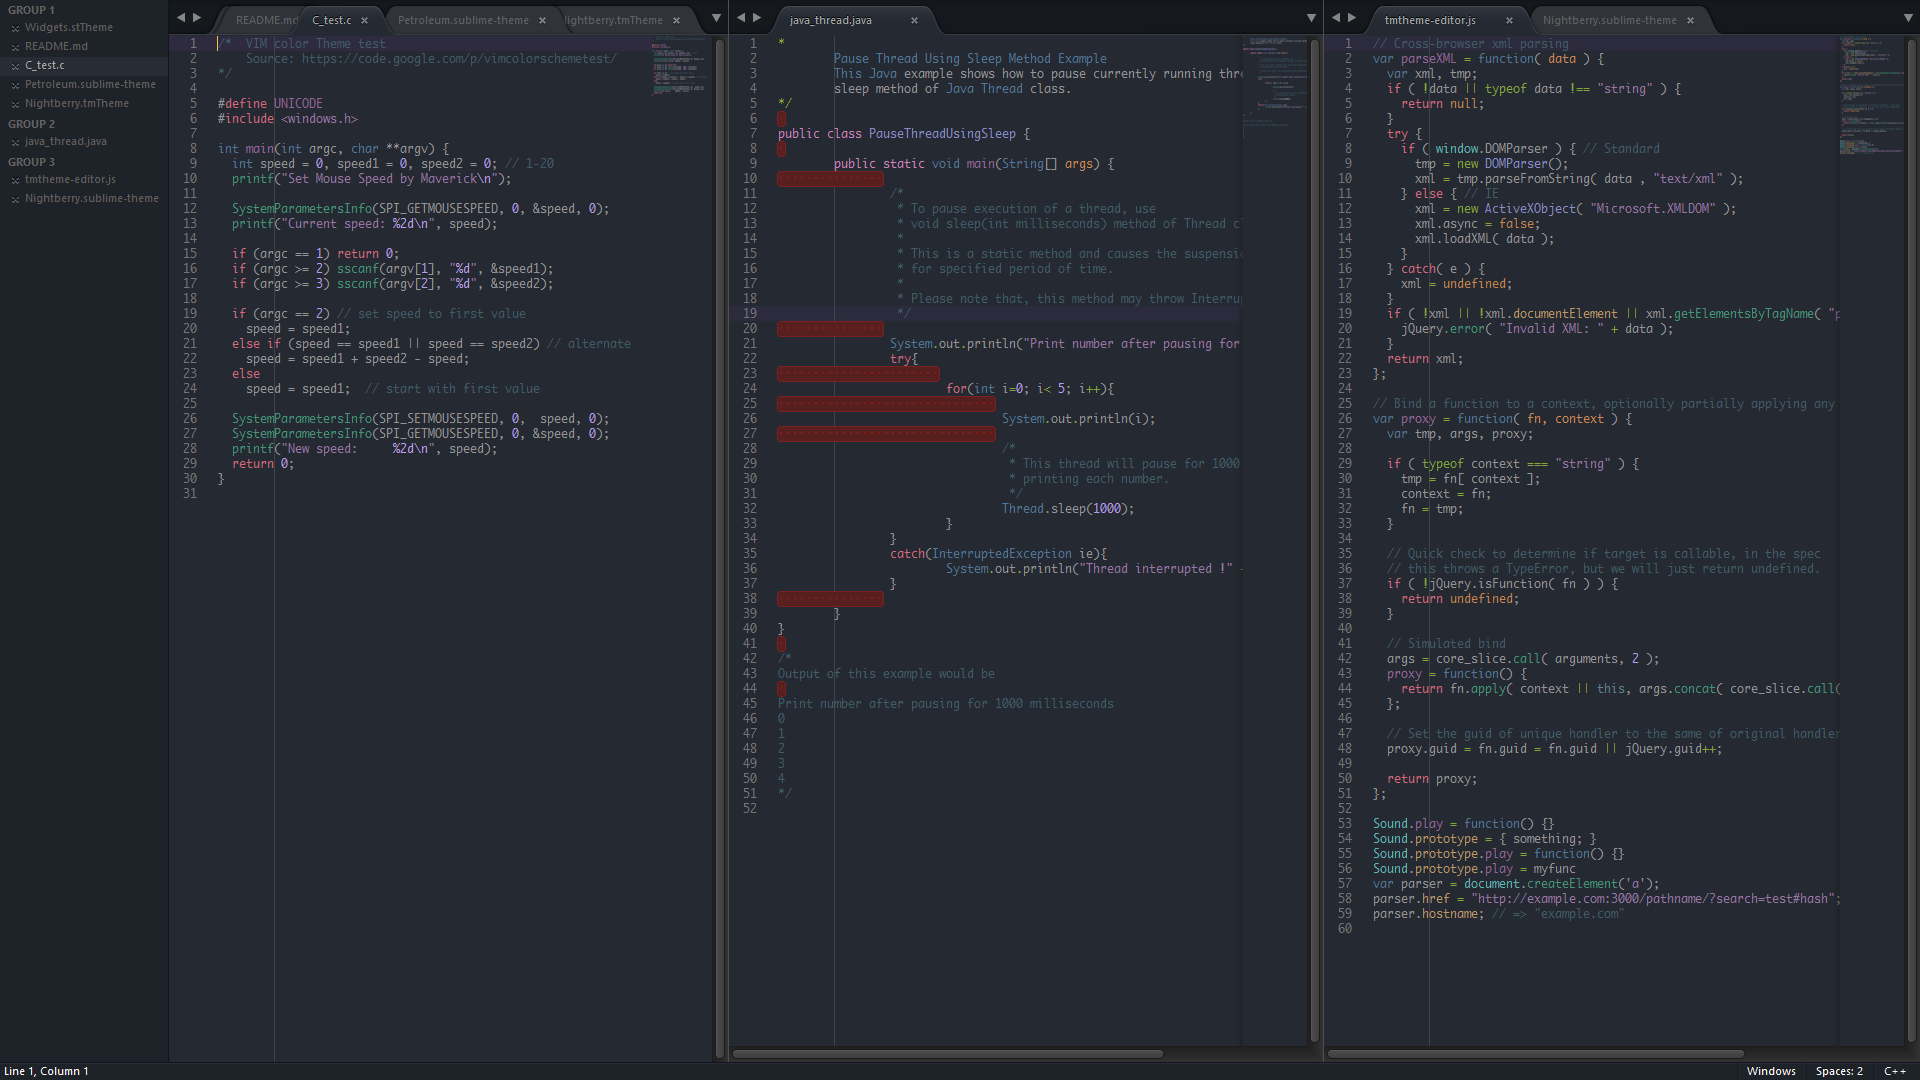 GROUP 1
Widgets.stTheme
README.md
C_test.c
Petroleum.sublime-theme
Nightberry.tmTheme
GROUP 2
java_thread.java
GROUP 3
tmtheme-editor.js
Nightberry.sublime-theme
README.md C_test.c Petroleum.sublime-theme Nightberry.tmTheme
1 /*  VIM color Theme test
2     Source: https://code.google.com/p/vimcolorschemetest/
3 */
4
5 #define UNICODE
6 #include <windows.h>
7
8 int main(int argc, char **argv) {
9   int speed = 0, speed1 = 0, speed2 = 0; // 1-20
10   printf("Set Mouse Speed by Maverick\n");
11
12   SystemParametersInfo(SPI_GETMOUSESPEED, 0, &speed, 0);
13   printf("Current speed: %2d\n", speed);
14
15   if (argc == 1) return 0;
16   if (argc >= 2) sscanf(argv[1], "%d", &speed1);
17   if (argc >= 3) sscanf(argv[2], "%d", &speed2);
18
19   if (argc == 2) // set speed to first value
20     speed = speed1;
21   else if (speed == speed1 || speed == speed2) // alternate
22     speed = speed1 + speed2 - speed;
23   else
24     speed = speed1;  // start with first value
25
26   SystemParametersInfo(SPI_SETMOUSESPEED, 0,  speed, 0);
27   SystemParametersInfo(SPI_GETMOUSESPEED, 0, &speed, 0);
28   printf("New speed:     %2d\n", speed);
29   return 0;
30 }
31
java_thread.java
1 *
2         Pause Thread Using Sleep Method Example
3         This Java example shows how to pause currently running thre
4         sleep method of Java Thread class.
5 */
6
7 public class PauseThreadUsingSleep {
8
9         public static void main(String[] args) {
10
11                 /*
12                  * To pause execution of a thread, use
13                  * void sleep(int milliseconds) method of Thread c
14                  *
15                  * This is a static method and causes the suspensi
16                  * for specified period of time.
17                  *
18                  * Please note that, this method may throw Interru
19                  */
20
21                 System.out.println("Print number after pausing for
22                 try{
23
24                         for(int i=0; i< 5; i++){
25
26                                 System.out.println(i);
27
28                                 /*
29                                  * This thread will pause for 1000
30                                  * printing each number.
31                                  */
32                                 Thread.sleep(1000);
33                         }
34                 }
35                 catch(InterruptedException ie){
36                         System.out.println("Thread interrupted !" -
37                 }
38
39         }
40 }
41
42 /*
43 Output of this example would be
44
45 Print number after pausing for 1000 milliseconds
46 0
47 1
48 2
49 3
50 4
51 */
52
tmtheme-editor.js Nightberry.sublime-theme
1 // Cross-browser xml parsing
2 var parseXML = function( data ) {
3   var xml, tmp;
4   if ( !data || typeof data !== "string" ) {
5     return null;
6   }
7   try {
8     if ( window.DOMParser ) { // Standard
9       tmp = new DOMParser();
10       xml = tmp.parseFromString( data , "text/xml" );
11     } else { // IE
12       xml = new ActiveXObject( "Microsoft.XMLDOM" );
13       xml.async = false;
14       xml.loadXML( data );
15     }
16   } catch( e ) {
17     xml = undefined;
18   }
19   if ( !xml || !xml.documentElement || xml.getElementsByTagName( "p
20     jQuery.error( "Invalid XML: " + data );
21   }
22   return xml;
23 };
24
25 // Bind a function to a context, optionally partially applying any
26 var proxy = function( fn, context ) {
27   var tmp, args, proxy;
28
29   if ( typeof context === "string" ) {
30     tmp = fn[ context ];
31     context = fn;
32     fn = tmp;
33   }
34
35   // Quick check to determine if target is callable, in the spec
36   // this throws a TypeError, but we will just return undefined.
37   if ( !jQuery.isFunction( fn ) ) {
38     return undefined;
39   }
40
41   // Simulated bind
42   args = core_slice.call( arguments, 2 );
43   proxy = function() {
44     return fn.apply( context || this, args.concat( core_slice.call(
45   };
46
47   // Set the guid of unique handler to the same of original handler
48   proxy.guid = fn.guid = fn.guid || jQuery.guid++;
49
50   return proxy;
51 };
52
53 Sound.play = function() {}
54 Sound.prototype = { something; }
55 Sound.prototype.play = function() {}
56 Sound.prototype.play = myfunc
57 var parser = document.createElement('a');
58 parser.href = "http://example.com:3000/pathname/?search=test#hash";
59 parser.hostname; // => "example.com"
60
Line 1, Column 1
Windows Spaces: 2 C++